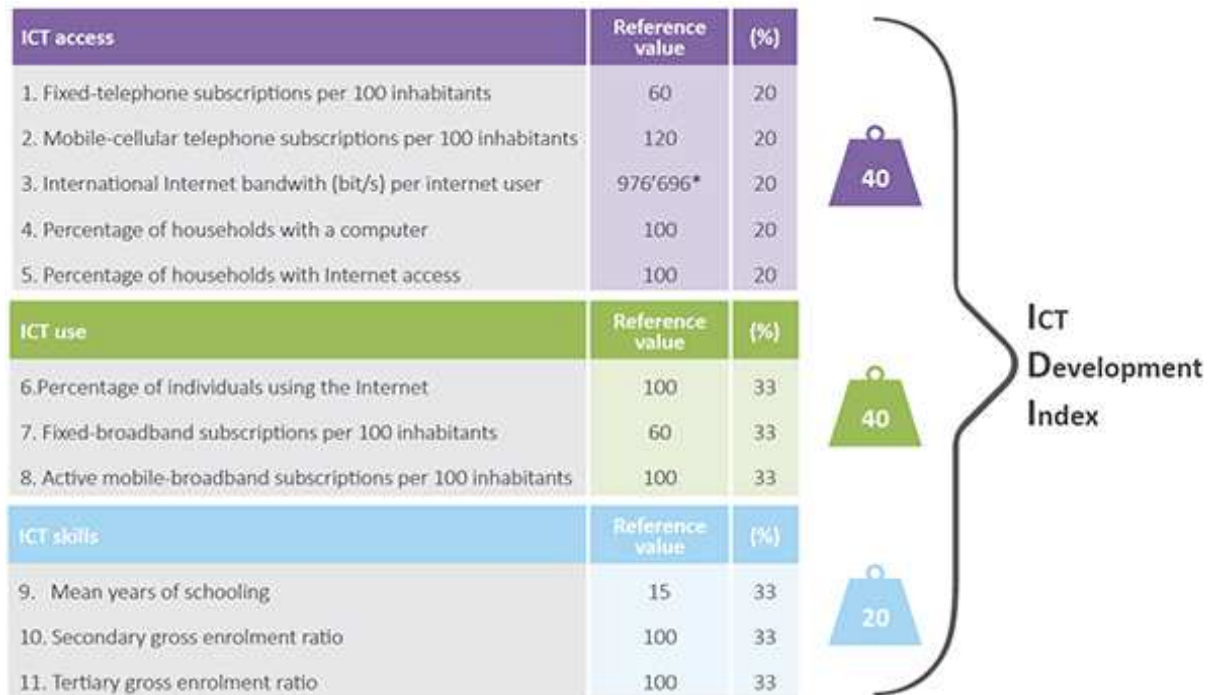 ICT access Reference value (%)
1. Fixed-telephone subscriptions per 100 inhabitants 60 20
2. Mobile-cellular telephone subscriptions per 100 inhabitants 120 20
3. International Internet bandwith (bit/s) per internet user 976'696* 20
4. Percentage of households with a computer 100 20
5. Percentage of households with Internet access 100 20
40
ICT use Reference value (%)
6.Percentage of individuals using the Internet 100 33
7. Fixed-broadband subscriptions per 100 inhabitants 60 33
8. Active mobile-broadband subscriptions per 100 inhabitants 100 33
40
ICT skills Reference value (%)
9. Mean years of schooling 15 33
10. Secondary gross enrolment ratio 100 33
11. Tertiary gross enrolment ratio 100 33
20
ICT
Development
Index